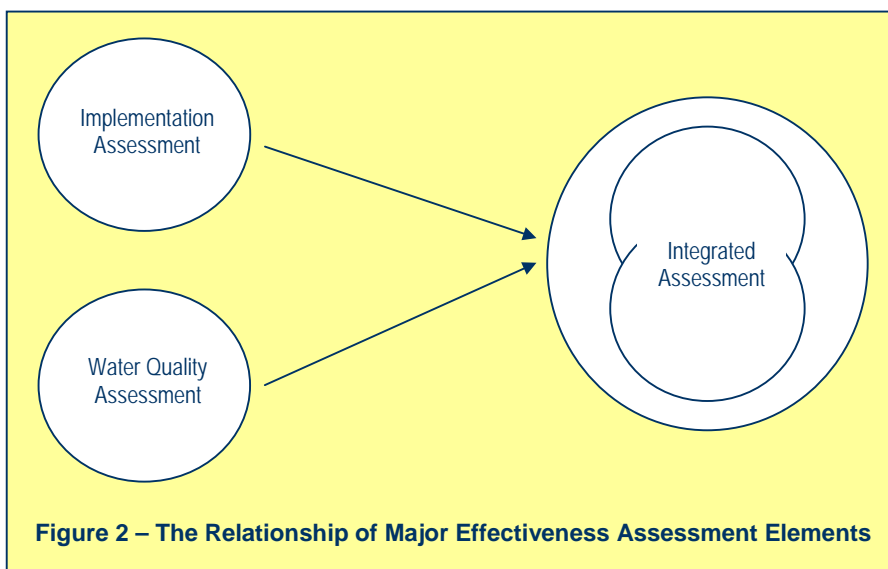 Implementation
Assessment
Integrated
Assessment
Water Quality
Assessment
Figure 2 – The Relationship of Major Effectiveness Assessment Elements